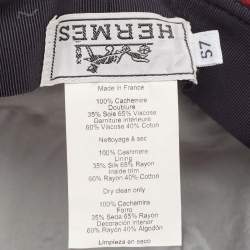 HERMES
57
Made in France
100% Cachemire
Doublure
35% Soie 65% Viscose
Garniture intérieure
60% Viscose 40% Coton
Nettoyage à sec
100% Cashmere
Lining
35% Silk 65% Rayon
Inside trim
60% Rayon 40% Cotton
Dry clean only
100% Cachemira
Forro
35% Seda 65% Rayon
Decoración interior
60% Rayon 40% Coton
Limpieza en seco